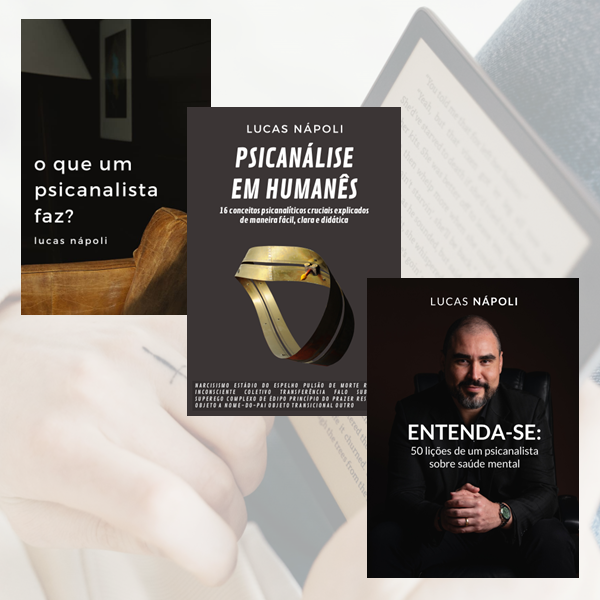 o que um
psicanalista
faz?
lucas nápoli
LUCAS NÁPOLI
PSICANÁLISE
EM HUMANÊS
16 conceitos psicanalíticos cruciais explicados
de maneira fácil, clara e didática
NARCISISMO ESTÁDIO DO ESPELHO PULSÃO DE MORTE R
INCONSCIENTE COLETIVO TRANSFERÊNCIA FALO SUB
SUPEREGO COMPLEXO DE ÉDIPO PRINCÍPIO DO PRAZER RES
OBJETO A NOME-DO-PAI OBJETO TRANSICIONAL OUTRO
LUCAS NÁPOLI
ENTENDA-SE:
50 lições de um psicanalista
sobre saúde mental